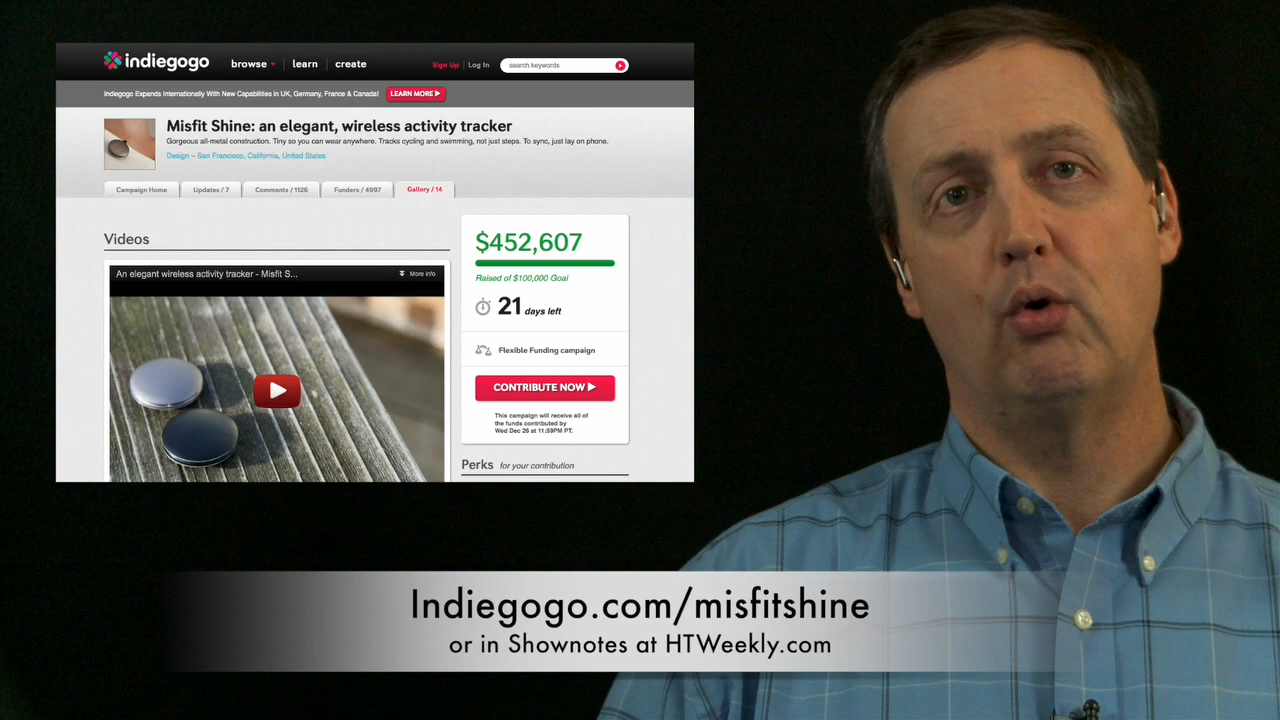 indiegogo browse learn create Sign Up Log In search keywords
Indiegogo Expands Internationally With New Capabilities in UK, Germany, France & Canada! LEARN MORE
Misfit Shine: an elegant, wireless activity tracker
Gorgeous all-metal construction. Tiny so you can wear anywhere. Tracks cycling and swimming, not just steps. To sync, just lay on phone.
Design – San Francisco, California, United States
Campaign Home Updates / 7 Comments / 1126 Funders / 4997 Gallery / 14
Videos
An elegant wireless activity tracker - Misfit S... More info
$452,607
Raised of $100,000 Goal
21 days left
Flexible Funding campaign
CONTRIBUTE NOW
This campaign will receive all of
the funds contributed by
Wed Dec 26 at 11:59PM PT.
Perks for your contribution
Indiegogo.com/misfitshine
or in Shownotes at HTWeekly.com